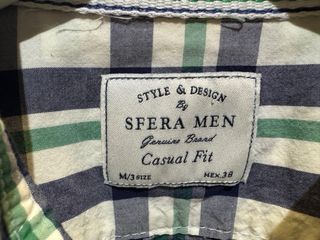 STYLE & DESIGN
By
SFERA MEN
Genuine Brand
Casual Fit
M/3 SIZE MEX.38